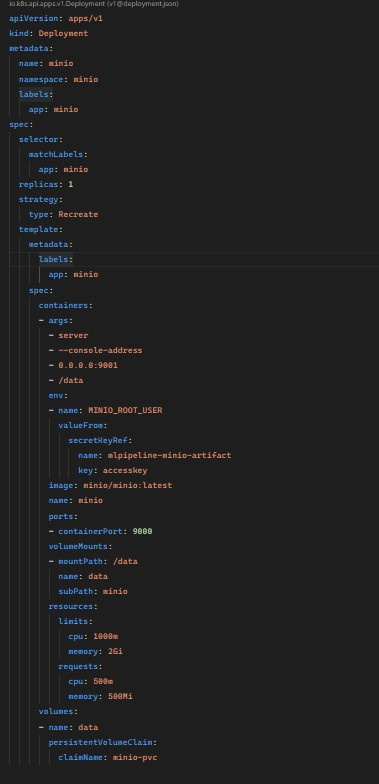 io.k8s.api.apps.v1.Deployment (v1@deployment.json)
apiVersion: apps/v1
kind: Deployment
metadata:
  name: minio
  namespace: minio
  labels:
    app: minio
spec:
  selector:
    matchLabels:
      app: minio
  replicas: 1
  strategy:
    type: Recreate
  template:
    metadata:
      labels:
        app: minio
    spec:
      containers:
      - args:
        - server
        - --console-address
        - 0.0.0.0:9001
        - /data
        env:
        - name: MINIO_ROOT_USER
          valueFrom:
            secretKeyRef:
              name: mlpipeline-minio-artifact
              key: accesskey
        image: minio/minio:latest
        name: minio
        ports:
        - containerPort: 9000
        volumeMounts:
        - mountPath: /data
          name: data
          subPath: minio
        resources:
          limits:
            cpu: 1000m
            memory: 2Gi
          requests:
            cpu: 500m
            memory: 500Mi
      volumes:
      - name: data
        persistentVolumeClaim:
          claimName: minio-pvc